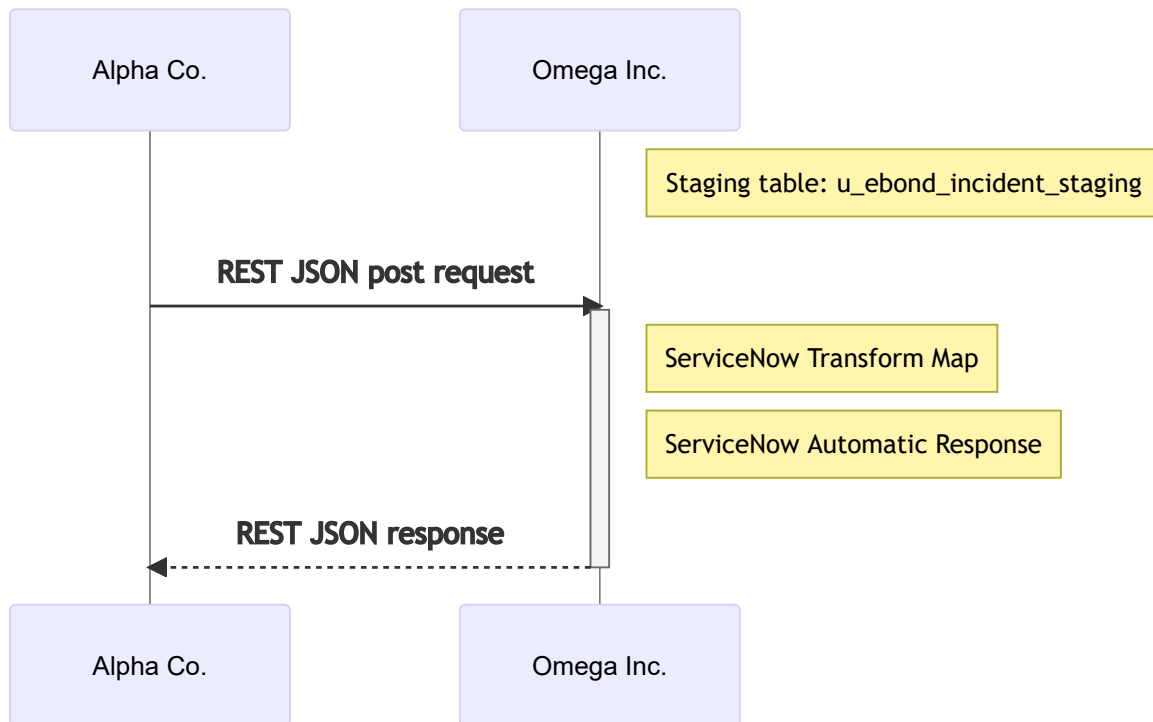 Alpha Co.
Omega Inc.
Staging table: u_ebond_incident_staging
REST JSON post request
ServiceNow Transform Map
ServiceNow Automatic Response
REST JSON response
Alpha Co.
Omega Inc.